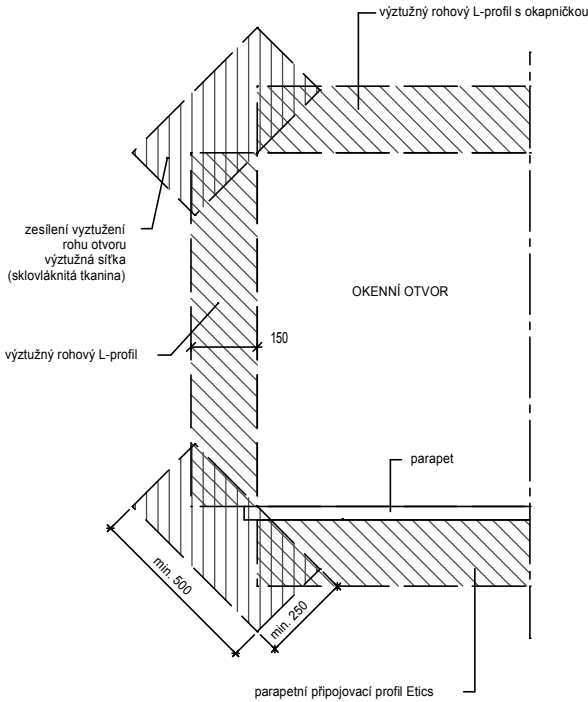 výztužný rohový L-profil s okapničkou
zesílení vyztužení
rohu otvoru
výztužná síťka
(sklovláknitá tkanina)
OKENNÍ OTVOR
150
výztužný rohový L-profil
parapet
min. 500
min. 250
parapetní připojovací profil Etics